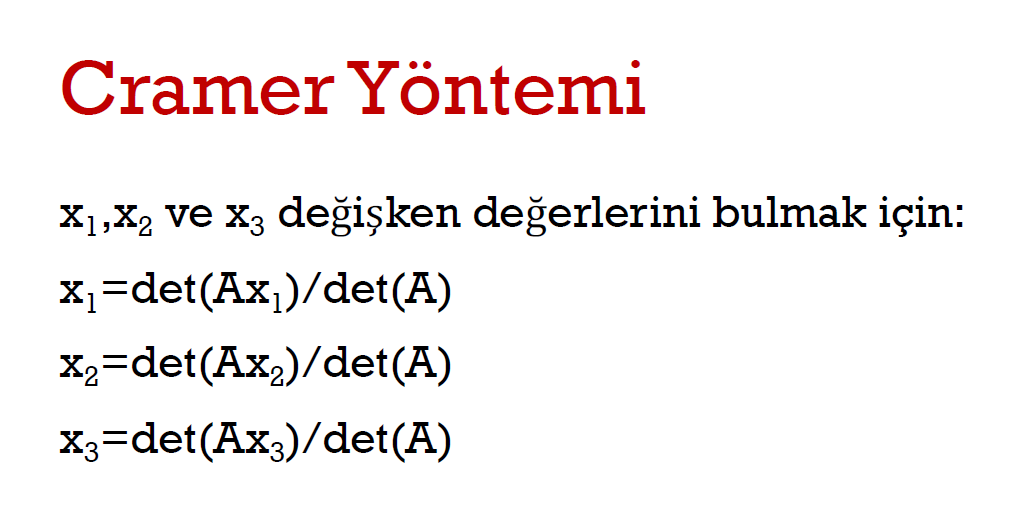 Cramer Yöntemi
x₁,x₂ ve x₃ değişken değerlerini bulmak için:
x₁=det(Ax₁)/det(A)
x₂=det(Ax₂)/det(A)
x₃=det(Ax₃)/det(A)